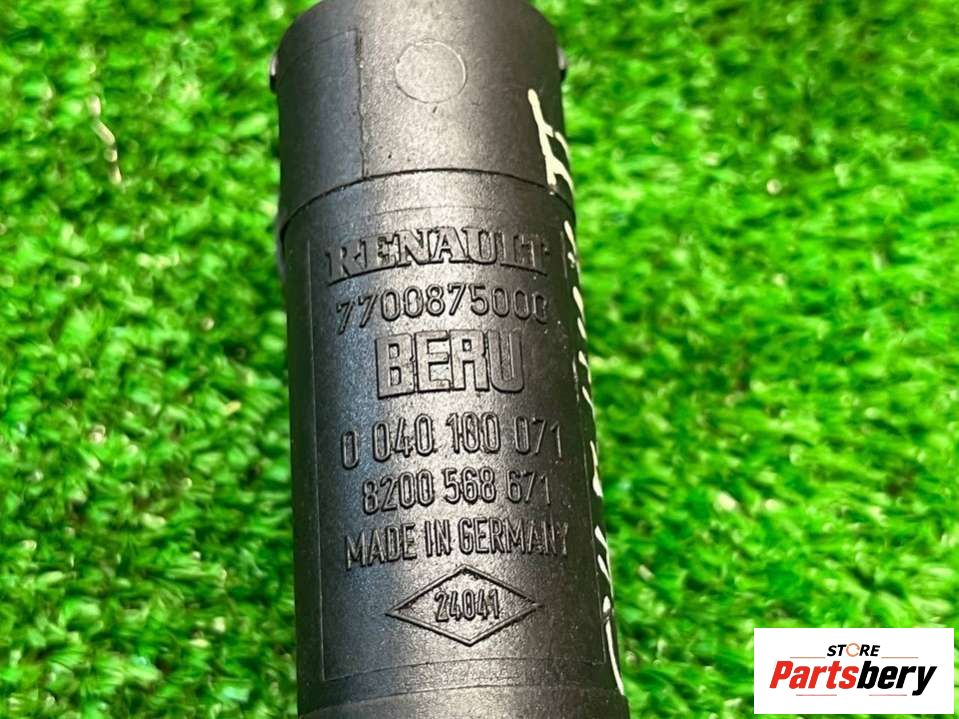 RENAULT
7700875000
BERU
0 040 100 071
8200 568 671
MADE IN GERMANY
24041
STORE
Partsbery